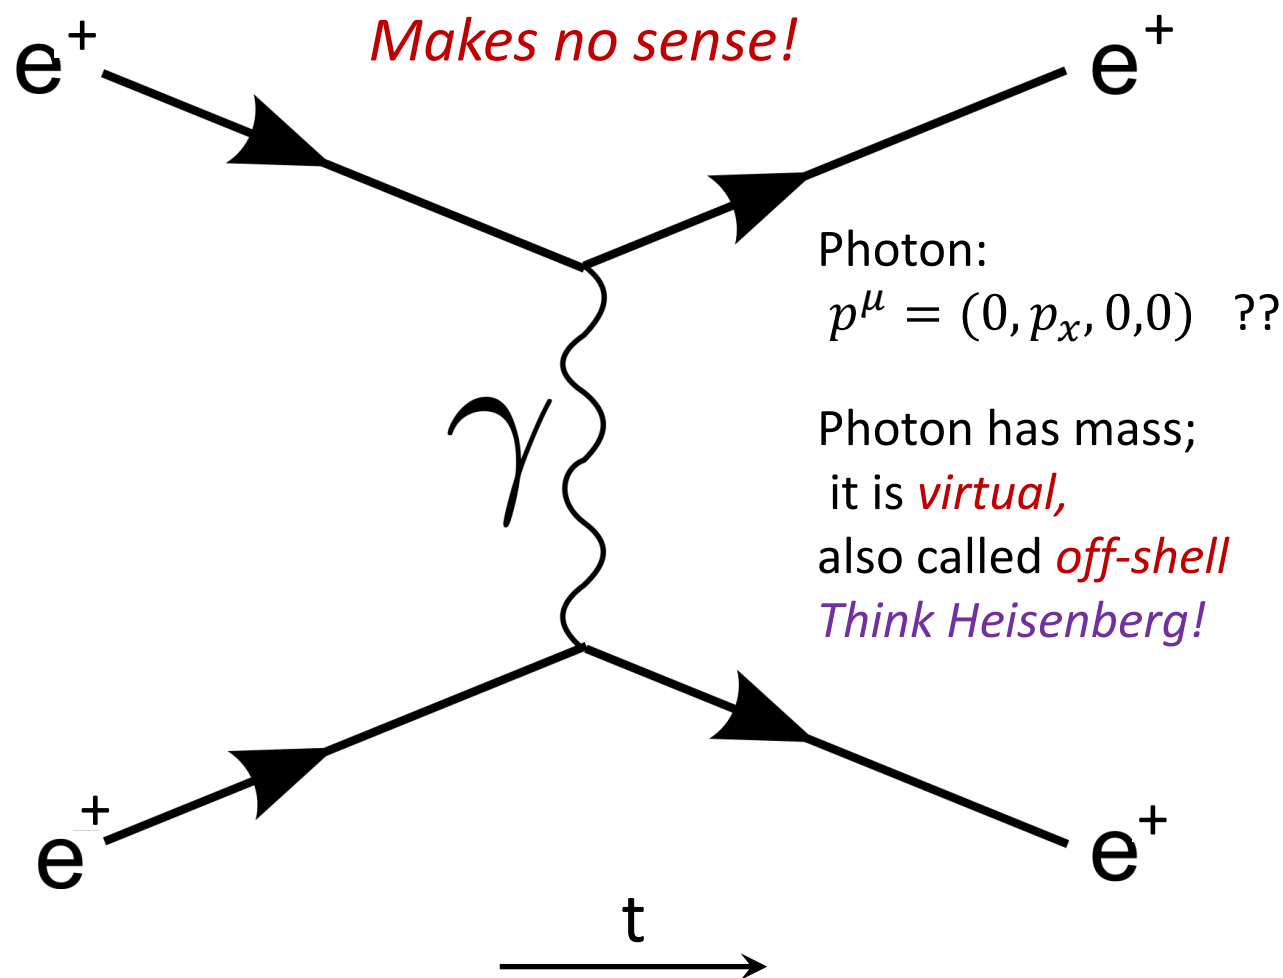 Makes no sense!
e⁺
e⁺
Photon:
p^μ = (0, pₓ, 0,0) ??
γ
Photon has mass;
it is virtual,
also called off-shell
Think Heisenberg!
e⁺
e⁺
t